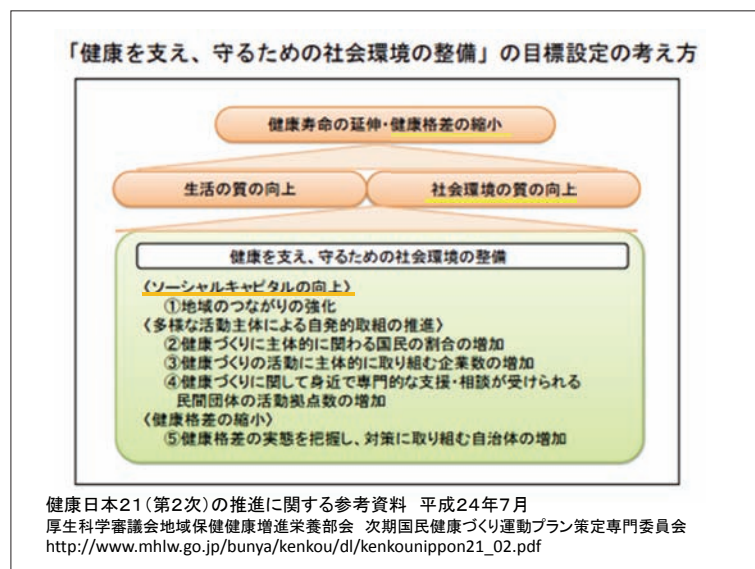 「健康を支え、守るための社会環境の整備」の目標設定の考え方
健康寿命の延伸・健康格差の縮小
生活の質の向上
社会環境の質の向上
健康を支え、守るための社会環境の整備
〈ソーシャルキャピタルの向上〉
①地域のつながりの強化
〈多様な活動主体による自発的取組の推進〉
②健康づくりに主体的に関わる国民の割合の増加
③健康づくりの活動に主体的に取り組む企業数の増加
④健康づくりに関して身近で専門的な支援・相談が受けられる
民間団体の活動拠点数の増加
〈健康格差の縮小〉
⑤健康格差の実態を把握し、対策に取り組む自治体の増加
健康日本21(第2次)の推進に関する参考資料 平成24年7月
厚生科学審議会地域保健健康増進栄養部会 次期国民健康づくり運動プラン策定専門委員会
http://www.mhlw.go.jp/bunya/kenkou/dl/kenkounippon21_02.pdf